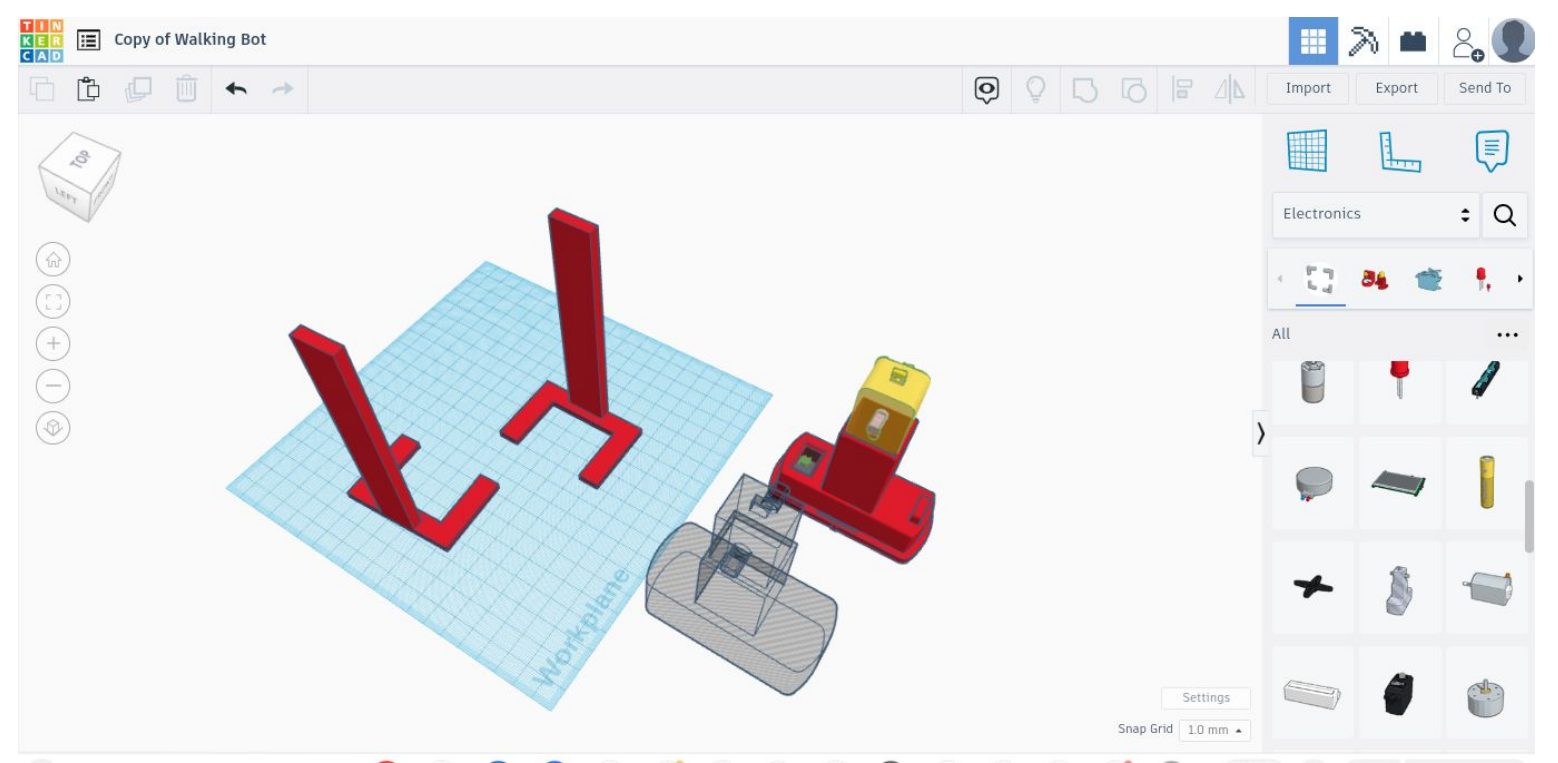 TIN
KER
CAD
Copy of Walking Bot
Import
Export
Send To
TOP
LEFT
Electronics
All
Workplane
Settings
Snap Grid
1.0 mm